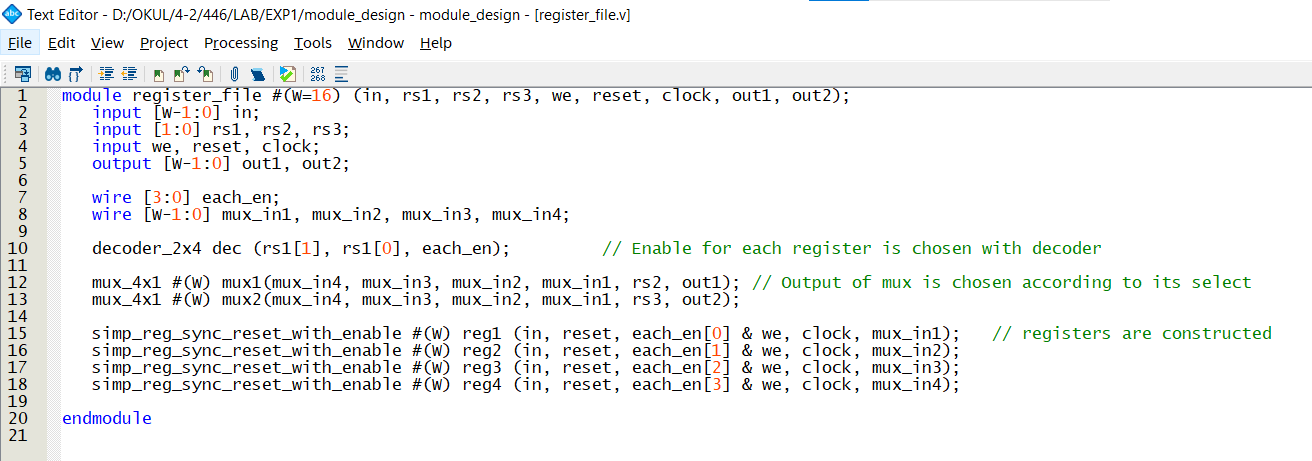 Text Editor - D:/OKUL/4-2/446/LAB/EXP1/module_design - module_design - [register_file.v]
File Edit View Project Processing Tools Window Help
abc
267
268
1 module register_file #(W=16) (in, rs1, rs2, rs3, we, reset, clock, out1, out2);
2 input [W-1:0] in;
3 input [1:0] rs1, rs2, rs3;
4 input we, reset, clock;
5 output [W-1:0] out1, out2;
6
7 wire [3:0] each_en;
8 wire [W-1:0] mux_in1, mux_in2, mux_in3, mux_in4;
9
10 decoder_2x4 dec (rs1[1], rs1[0], each_en); // Enable for each register is chosen with decoder
11
12 mux_4x1 #(W) mux1(mux_in4, mux_in3, mux_in2, mux_in1, rs2, out1); // Output of mux is chosen according to its select
13 mux_4x1 #(W) mux2(mux_in4, mux_in3, mux_in2, mux_in1, rs3, out2);
14
15 simp_reg_sync_reset_with_enable #(W) reg1 (in, reset, each_en[0] & we, clock, mux_in1); // registers are constructed
16 simp_reg_sync_reset_with_enable #(W) reg2 (in, reset, each_en[1] & we, clock, mux_in2);
17 simp_reg_sync_reset_with_enable #(W) reg3 (in, reset, each_en[2] & we, clock, mux_in3);
18 simp_reg_sync_reset_with_enable #(W) reg4 (in, reset, each_en[3] & we, clock, mux_in4);
19
20 endmodule
21